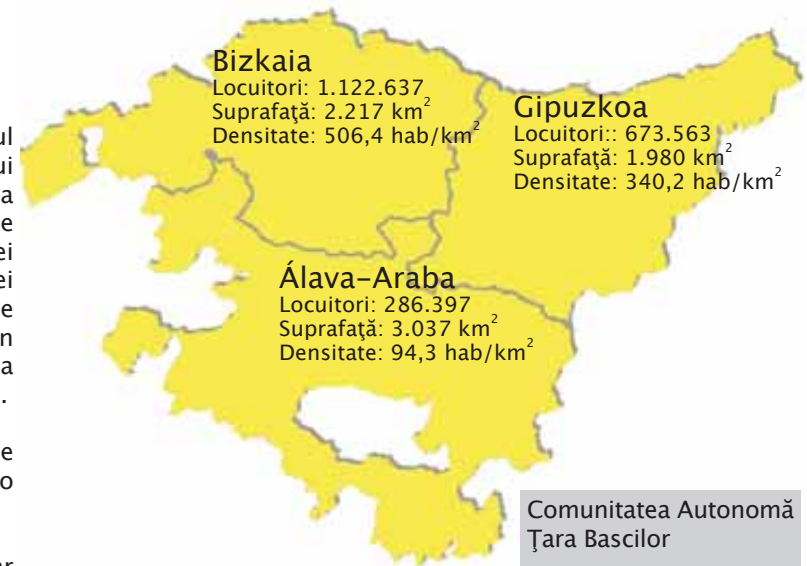 Bizkaia
Locuitori: 1.122.637
Suprafaţă: 2.217 km²
Densitate: 506,4 hab/km²
Gipuzkoa
Locuitori:: 673.563
Suprafaţă: 1.980 km²
Densitate: 340,2 hab/km²
Álava-Araba
Locuitori: 286.397
Suprafaţă: 3.037 km²
Densitate: 94,3 hab/km²
Comunitatea Autonomă
Ţara Bascilor